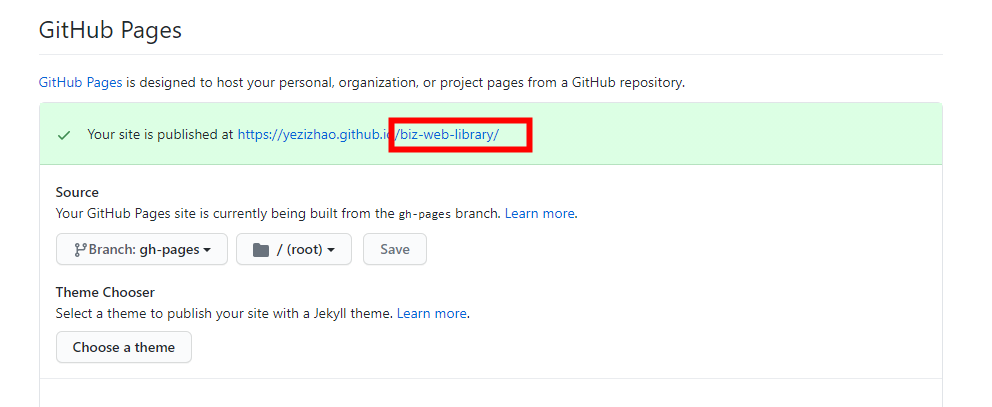 GitHub Pages
GitHub Pages is designed to host your personal, organization, or project pages from a GitHub repository.
Your site is published at https://yezizhao.github.io/biz-web-library/
Source
Your GitHub Pages site is currently being built from the gh-pages branch. Learn more.
Branch: gh-pages / (root) Save
Theme Chooser
Select a theme to publish your site with a Jekyll theme. Learn more.
Choose a theme